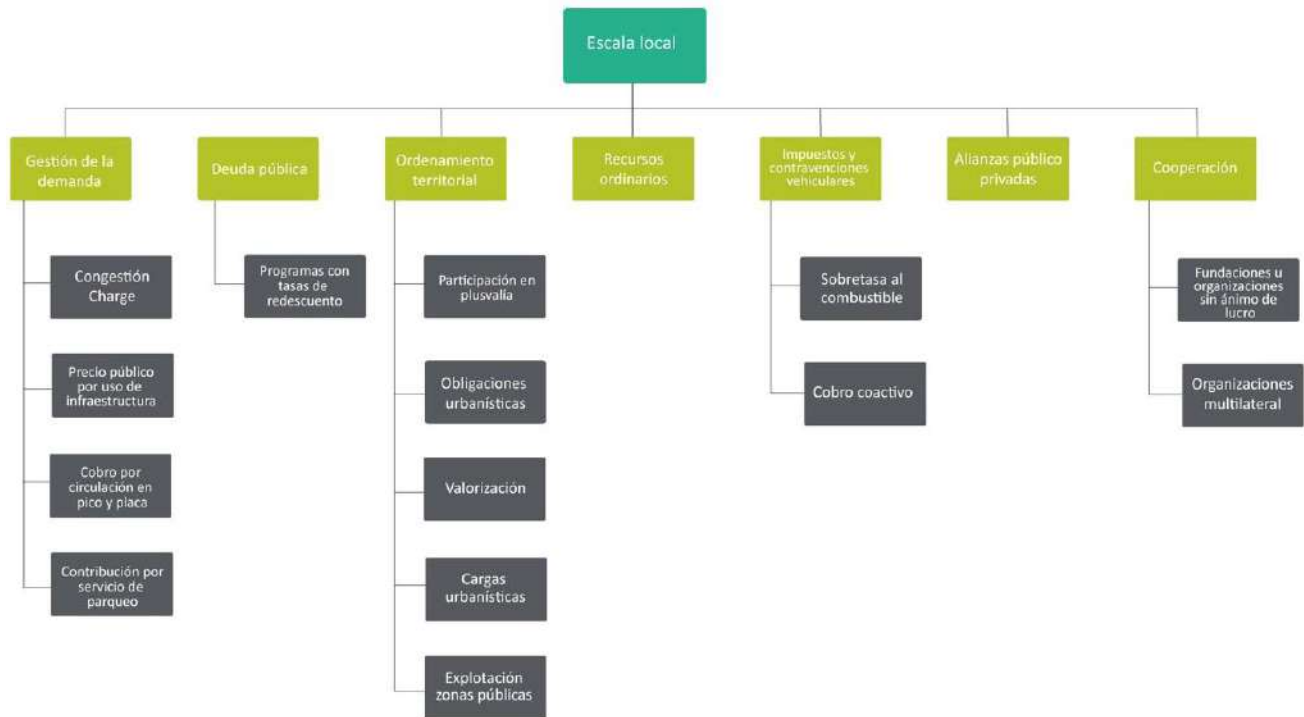 Escala local
Gestión de la
demanda
Congestión
Charge
Precio público
por uso de
infraestructura
Cobro por
circulación en
pico y placa
Contribución por
servicio de
parqueo
Deuda pública
Programas con
tasas de
redescuento
Ordenamiento
territorial
Participación en
plusvalía
Obligaciones
urbanísticas
Valorización
Cargas
urbanísticas
Explotación
zonas públicas
Recursos
ordinarios
Impuestos y
contravenciones
vehiculares
Sobretasa al
combustible
Cobro coactivo
Alianzas público
privadas
Cooperación
Fundaciones u
organizaciones
sin ánimo de
lucro
Organizaciones
multilateral